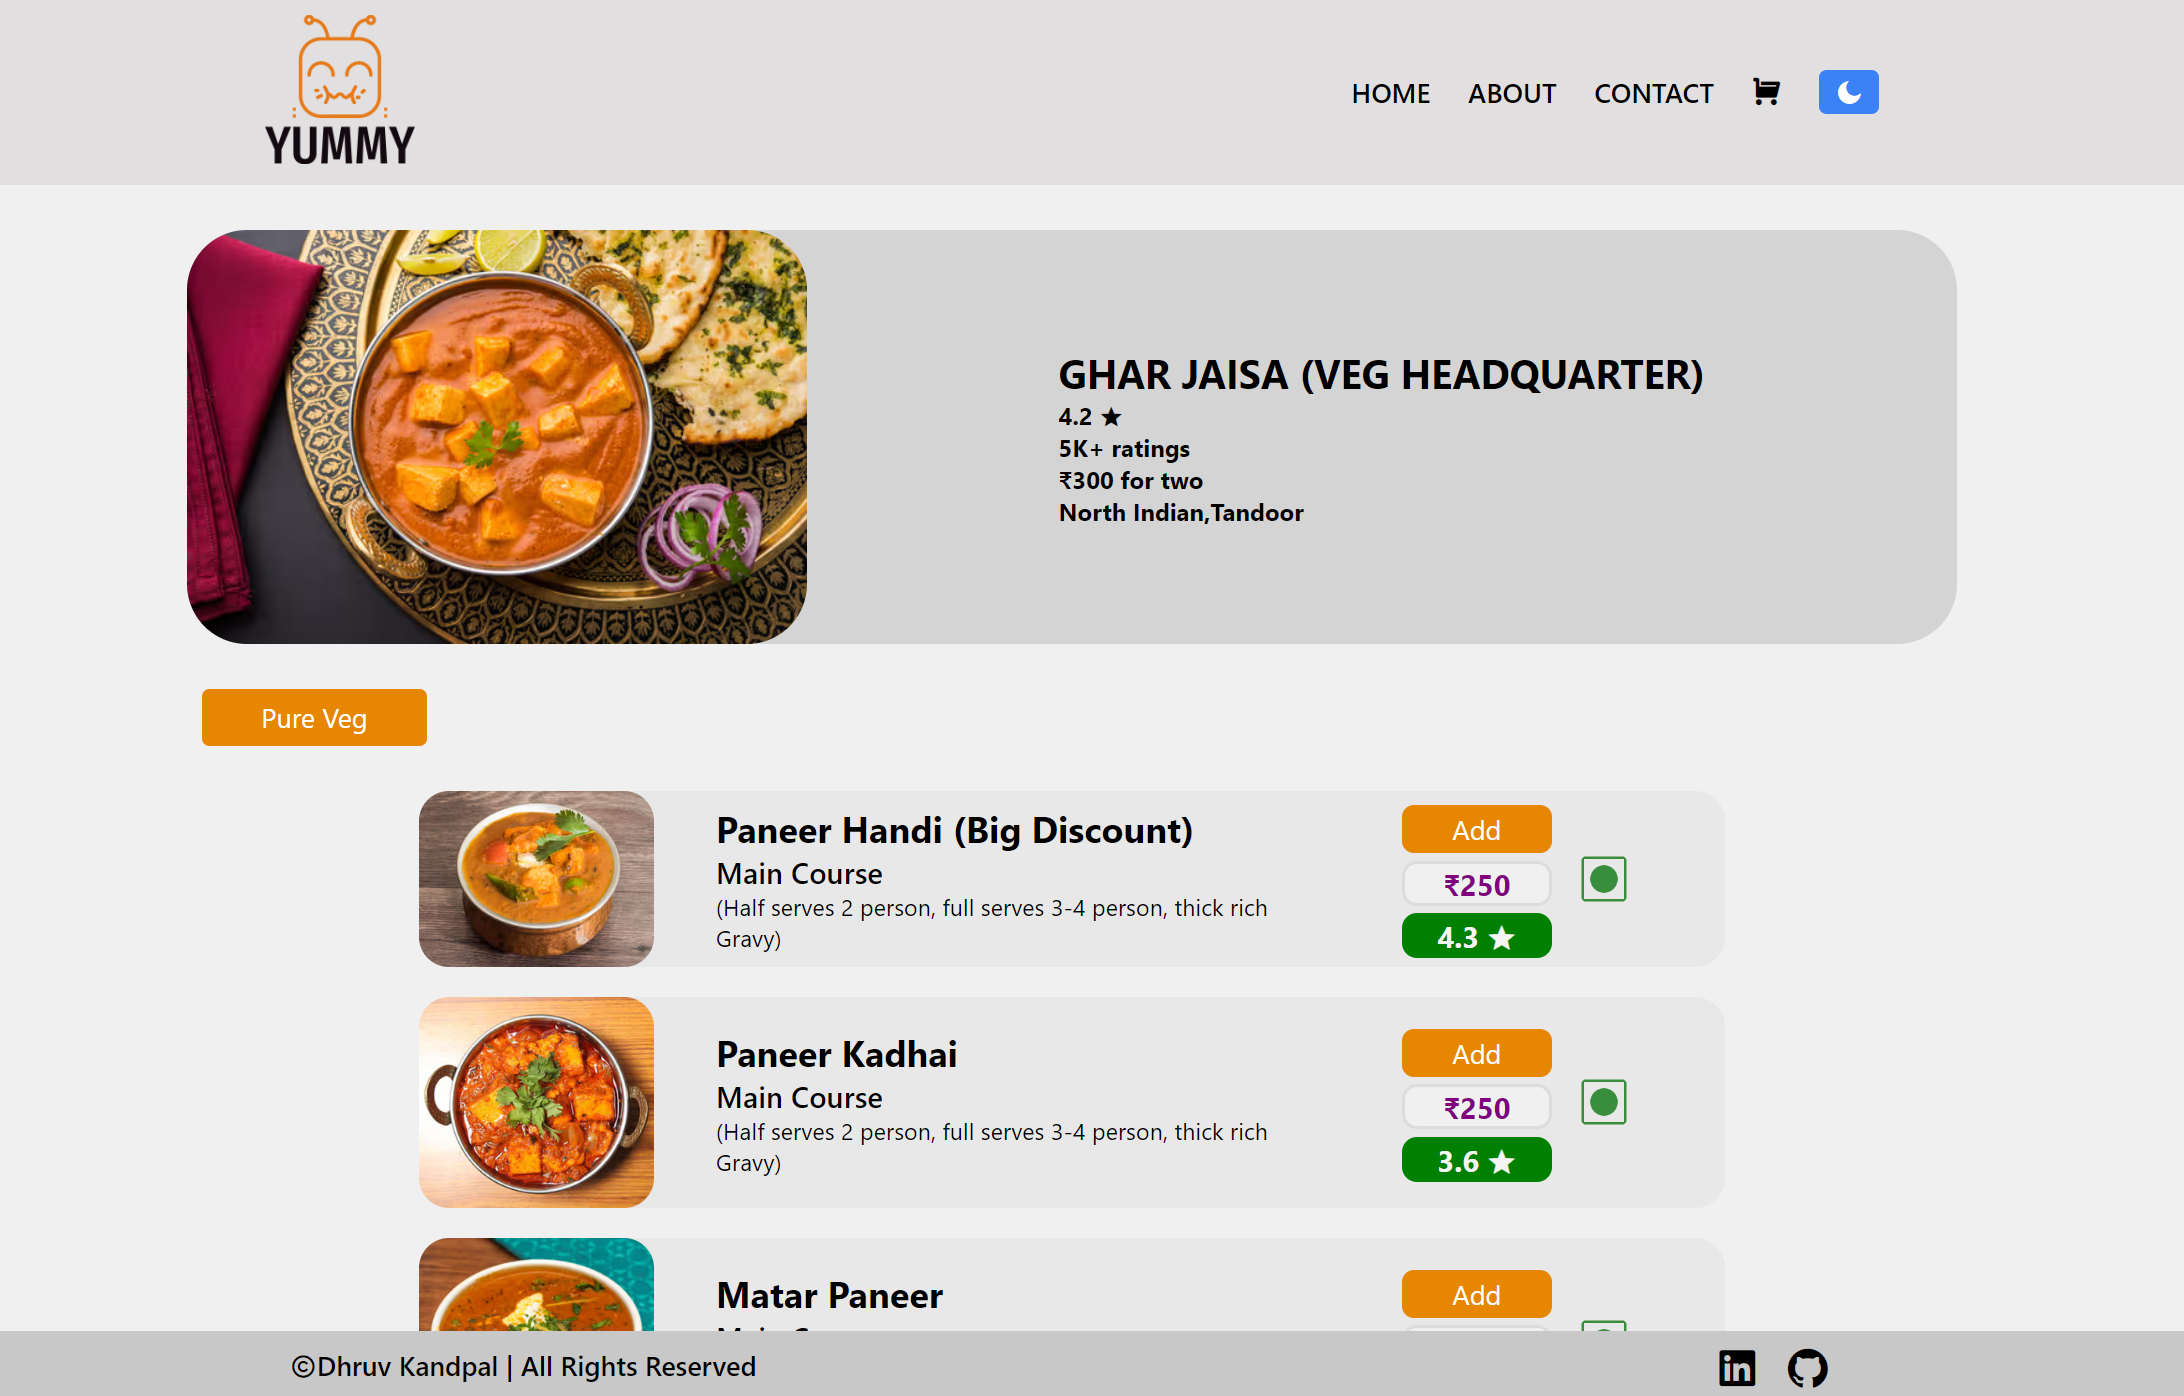 YUMMY
HOME ABOUT CONTACT
GHAR JAISA (VEG HEADQUARTER)
4.2 ★
5K+ ratings
₹300 for two
North Indian,Tandoor
Pure Veg
Paneer Handi (Big Discount)
Main Course
(Half serves 2 person, full serves 3-4 person, thick rich
Gravy)
Add
₹250
4.3 ★
Paneer Kadhai
Main Course
(Half serves 2 person, full serves 3-4 person, thick rich
Gravy)
Add
₹250
3.6 ★
Matar Paneer
Add
©Dhruv Kandpal | All Rights Reserved
in